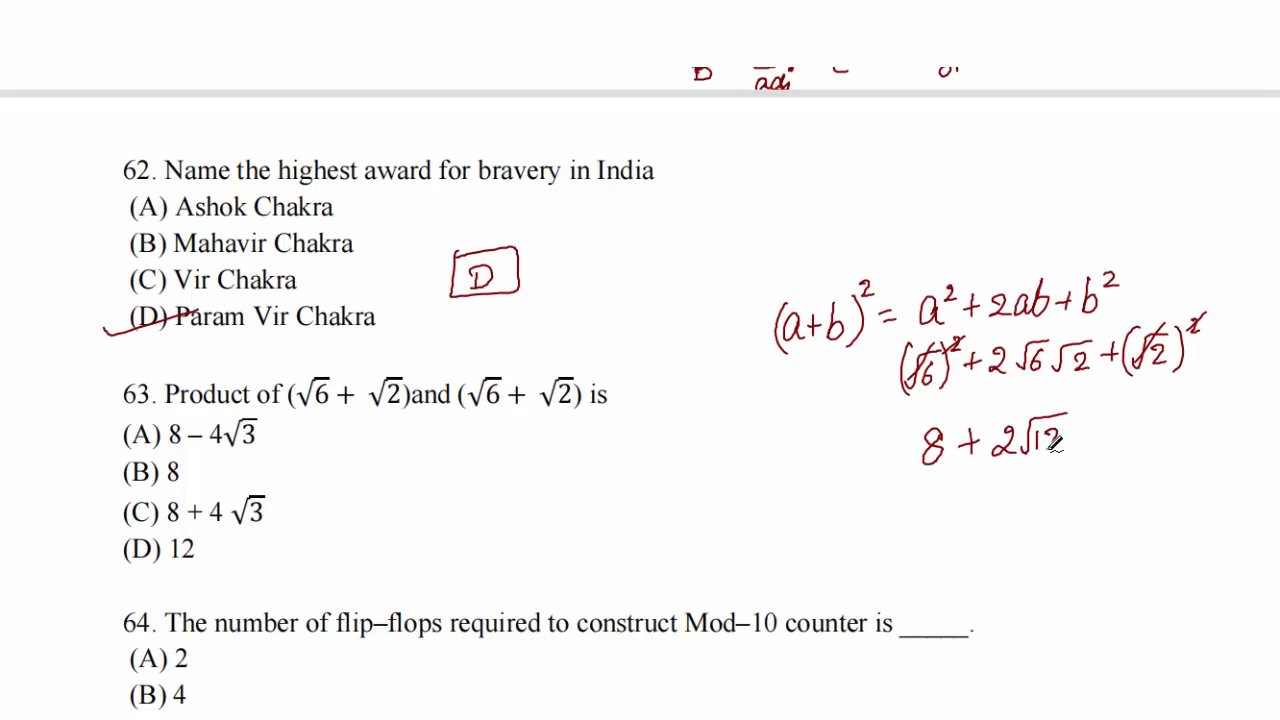 D adj
62. Name the highest award for bravery in India
(A) Ashok Chakra
(B) Mahavir Chakra
(C) Vir Chakra
(D) Param Vir Chakra
D
(a+b)² = a² + 2ab + b²
(√6)² + 2√6√2 + (√2)²
8 + 2√12
63. Product of (√6 + √2)and (√6 + √2) is
(A) 8 – 4√3
(B) 8
(C) 8 + 4 √3
(D) 12
64. The number of flip–flops required to construct Mod–10 counter is _____.
(A) 2
(B) 4